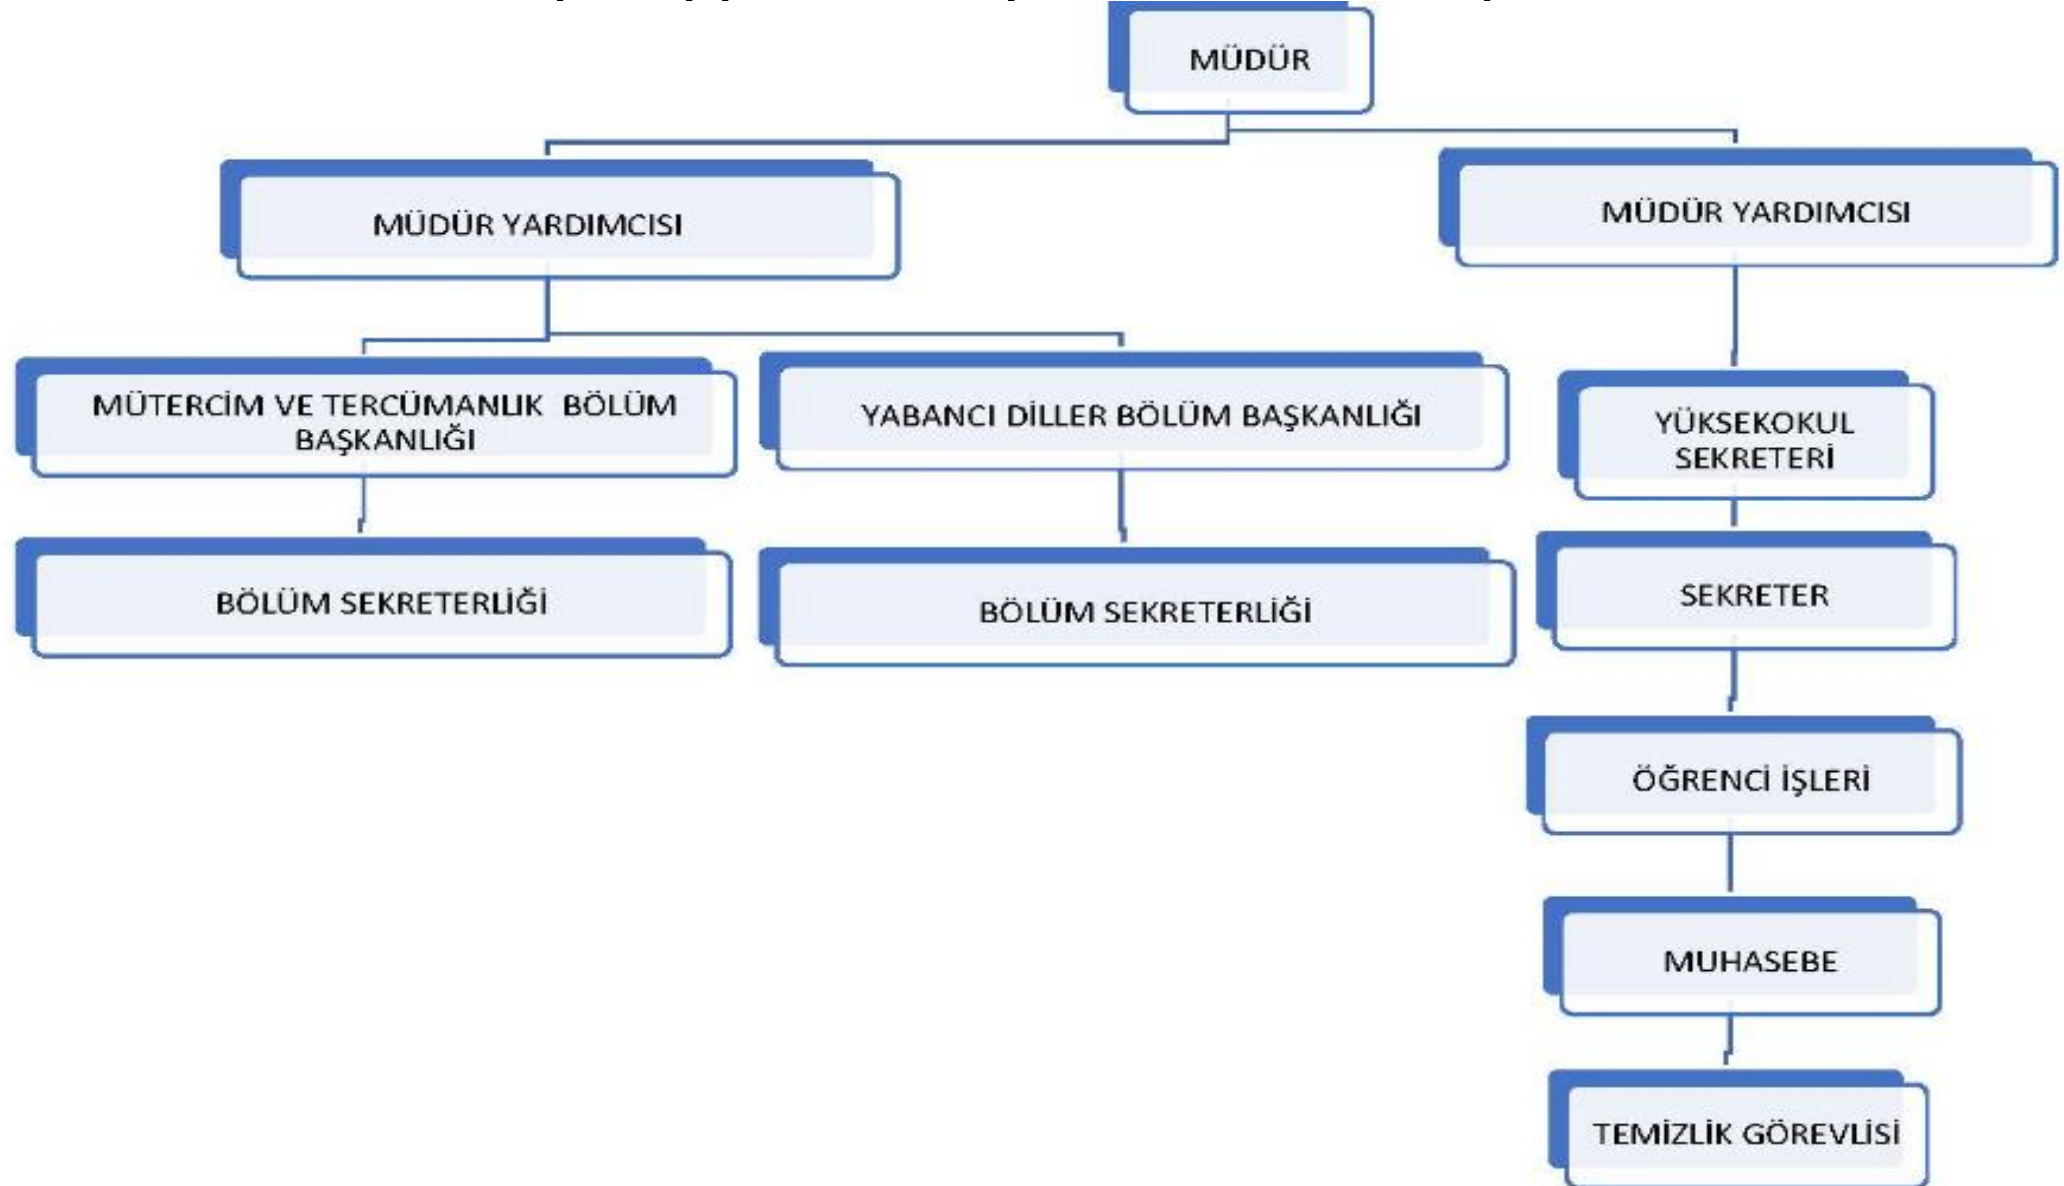 MÜDÜR
MÜDÜR YARDIMCISI
MÜDÜR YARDIMCISI
MÜTERCİM VE TERCÜMANLIK BÖLÜM
BAŞKANLIĞI
YABANCI DİLLER BÖLÜM BAŞKANLIĞI
YÜKSEKOKUL
SEKRETERİ
BÖLÜM SEKRETERLİĞİ
BÖLÜM SEKRETERLİĞİ
SEKRETER
ÖĞRENCİ İŞLERİ
MUHASEBE
TEMİZLİK GÖREVLİSİ